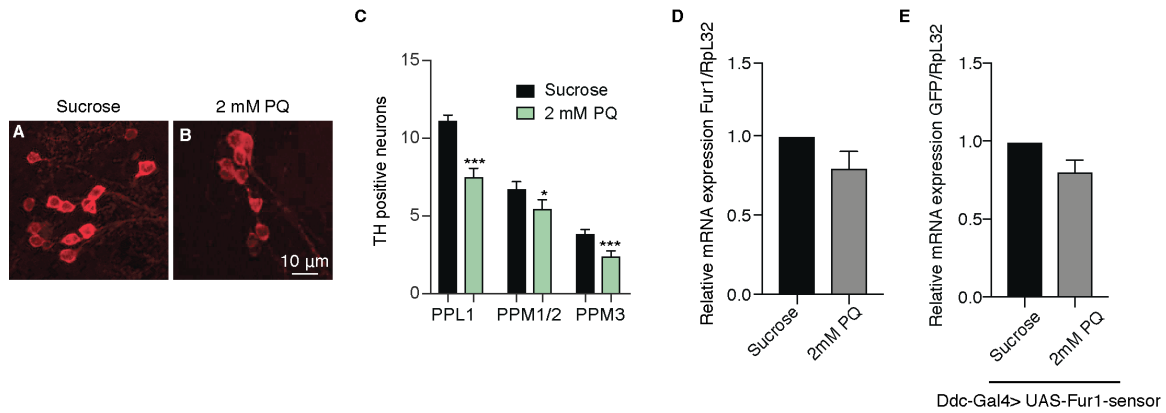 Sucrose
2 mM PQ
A
B
10 µm
C
TH positive neurons
15
10
5
0
Sucrose
2 mM PQ
***
*
***
PPL1
PPM1/2
PPM3
D
Relative mRNA expression Fur1/RpL32
1.5
1.0
0.5
0.0
Sucrose
2mM PQ
E
Relative mRNA expression GFP/RpL32
1.5
1.0
0.5
0.0
Sucrose
2mM PQ
Ddc-Gal4> UAS-Fur1-sensor